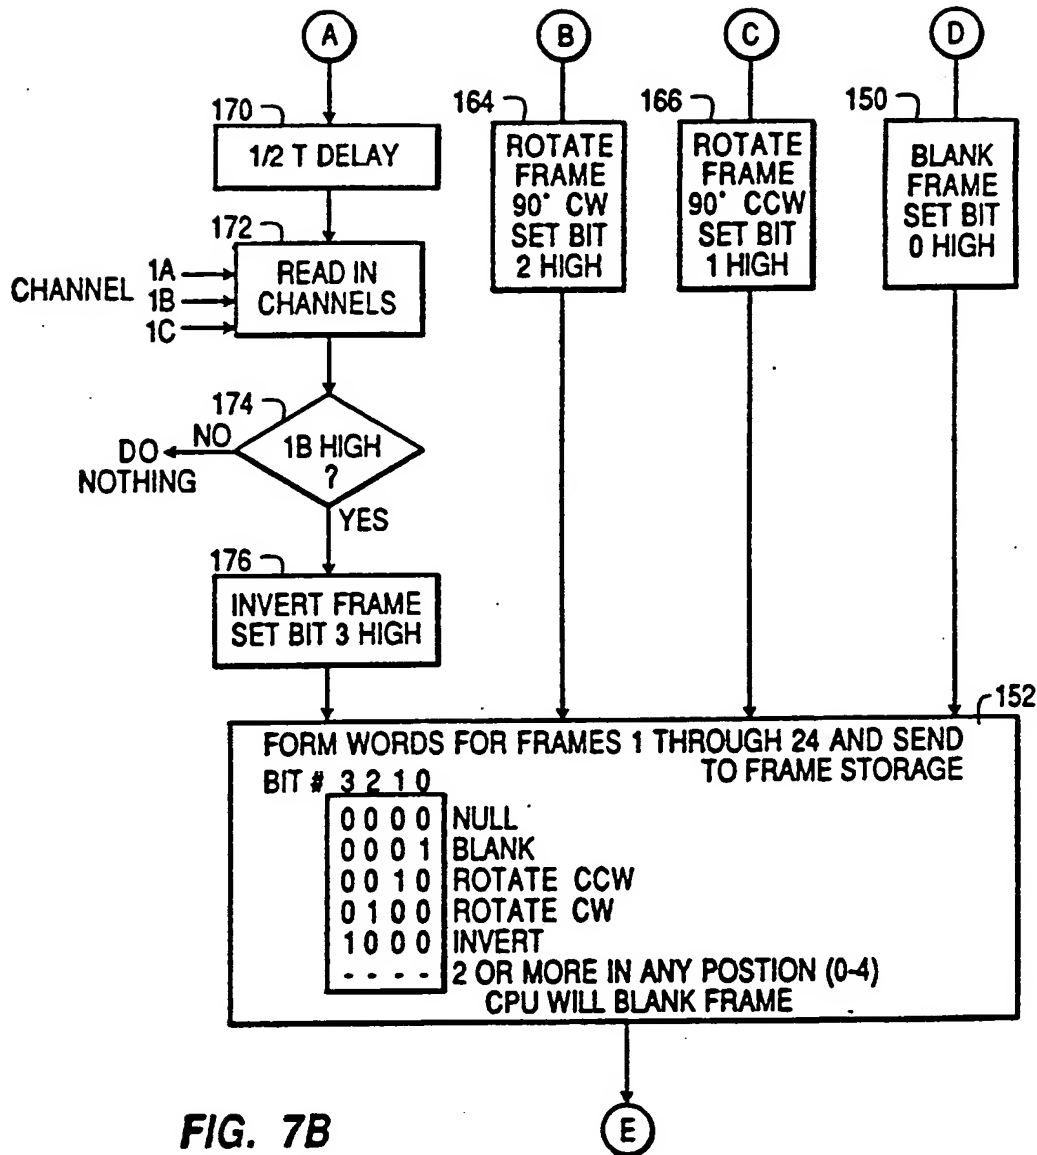 A
B
C
D
170
1/2 T DELAY
172
CHANNEL
1A
1B
1C
READ IN
CHANNELS
174
1B HIGH
?
NO
DO
NOTHING
YES
176
INVERT FRAME
SET BIT 3 HIGH
164
ROTATE
FRAME
90° CW
SET BIT
2 HIGH
166
ROTATE
FRAME
90° CCW
SET BIT
1 HIGH
150
BLANK
FRAME
SET BIT
0 HIGH
152
FORM WORDS FOR FRAMES 1 THROUGH 24 AND SEND
TO FRAME STORAGE
BIT # 3 2 1 0
0 0 0 0 NULL
0 0 0 1 BLANK
0 0 1 0 ROTATE CCW
0 1 0 0 ROTATE CW
1 0 0 0 INVERT
- - - - 2 OR MORE IN ANY POSTION (0-4)
CPU WILL BLANK FRAME
E
FIG. 7B